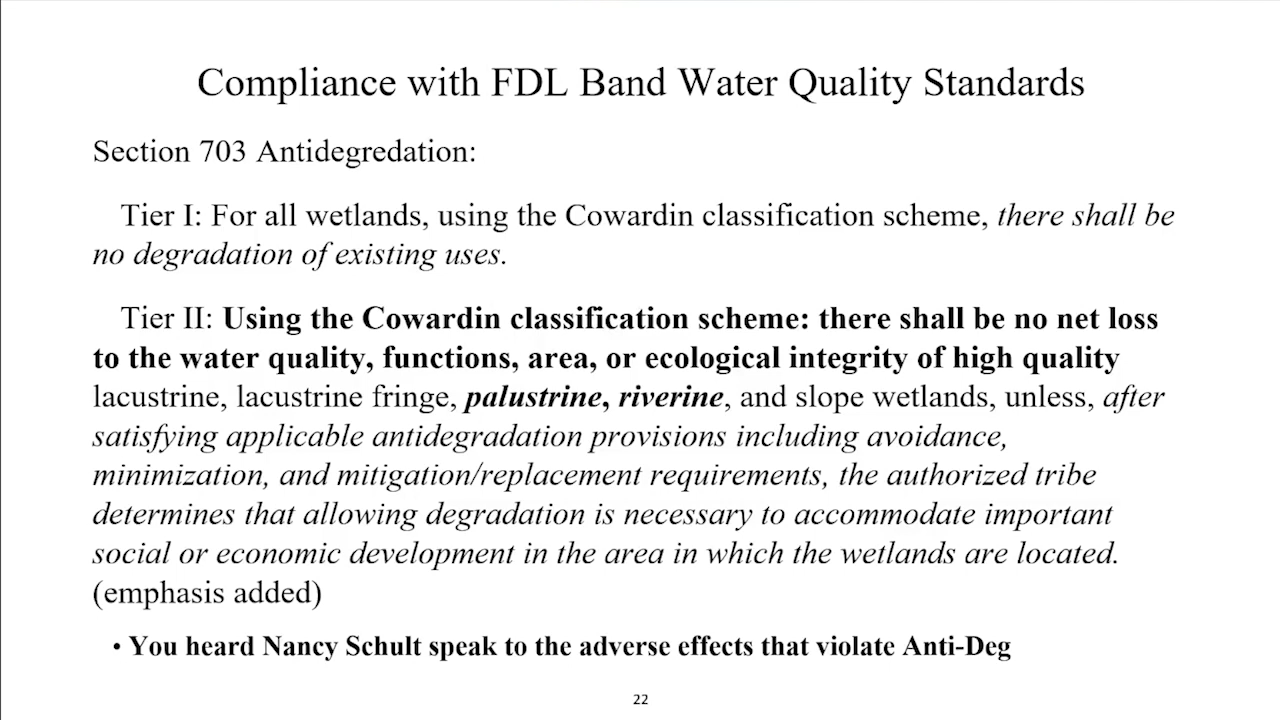 Compliance with FDL Band Water Quality Standards
Section 703 Antidegredation:
Tier I: For all wetlands, using the Cowardin classification scheme, there shall be
no degradation of existing uses.
Tier II: Using the Cowardin classification scheme: there shall be no net loss
to the water quality, functions, area, or ecological integrity of high quality
lacustrine, lacustrine fringe, palustrine, riverine, and slope wetlands, unless, after
satisfying applicable antidegradation provisions including avoidance,
minimization, and mitigation/replacement requirements, the authorized tribe
determines that allowing degradation is necessary to accommodate important
social or economic development in the area in which the wetlands are located.
(emphasis added)
• You heard Nancy Schult speak to the adverse effects that violate Anti-Deg
22